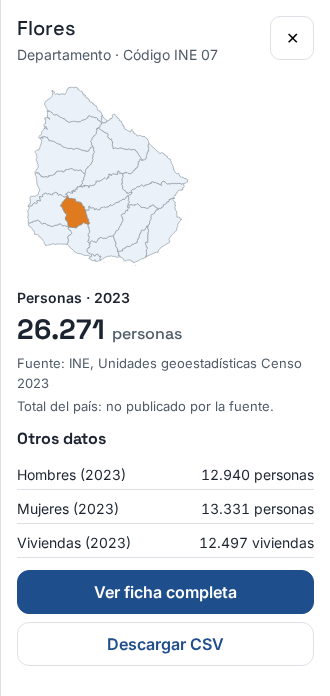 Flores
Departamento · Código INE 07
×
Personas · 2023
26.271 personas
Fuente: INE, Unidades geoestadísticas Censo
2023
Total del país: no publicado por la fuente.
Otros datos
Hombres (2023) 12.940 personas
Mujeres (2023) 13.331 personas
Viviendas (2023) 12.497 viviendas
Ver ficha completa
Descargar CSV